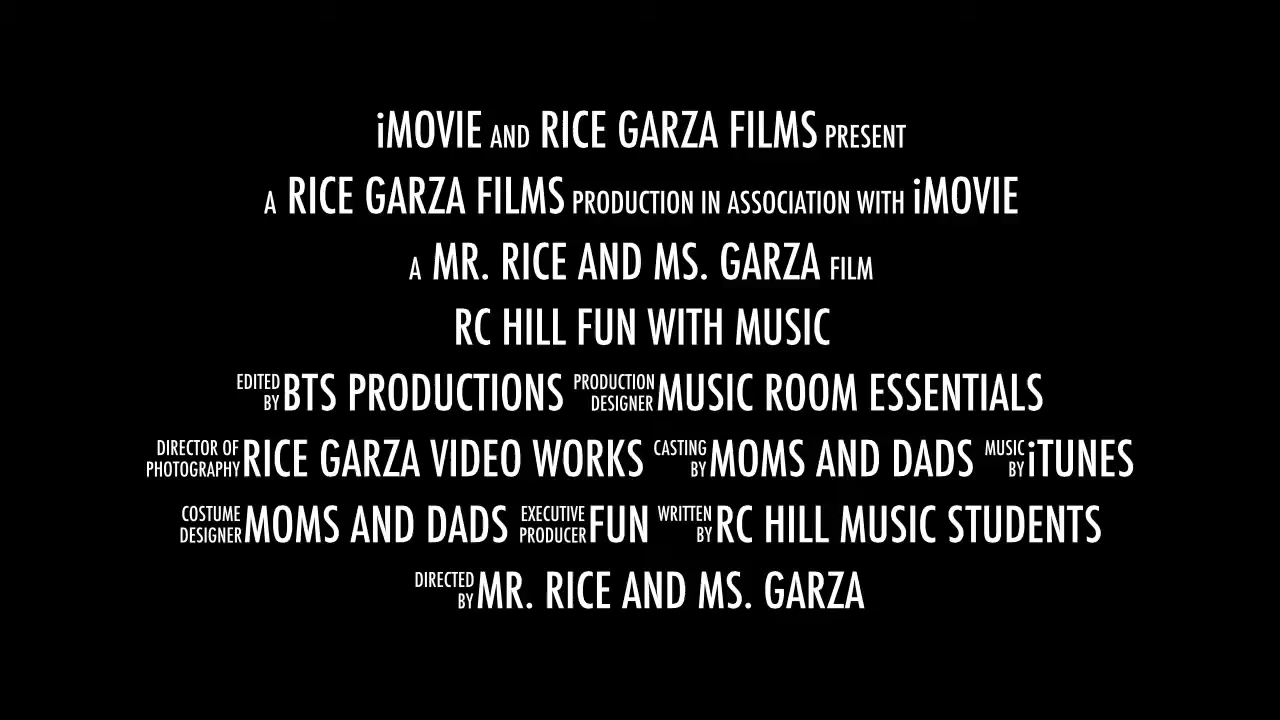 iMOVIE AND RICE GARZA FILMS PRESENT
A RICE GARZA FILMS PRODUCTION IN ASSOCIATION WITH iMOVIE
A MR. RICE AND MS. GARZA FILM
RC HILL FUN WITH MUSIC
EDITED BY BTS PRODUCTIONS PRODUCTION DESIGNER MUSIC ROOM ESSENTIALS
DIRECTOR OF PHOTOGRAPHY RICE GARZA VIDEO WORKS CASTING BY MOMS AND DADS MUSIC BY iTUNES
COSTUME DESIGNER MOMS AND DADS EXECUTIVE PRODUCER FUN WRITTEN BY RC HILL MUSIC STUDENTS
DIRECTED BY MR. RICE AND MS. GARZA